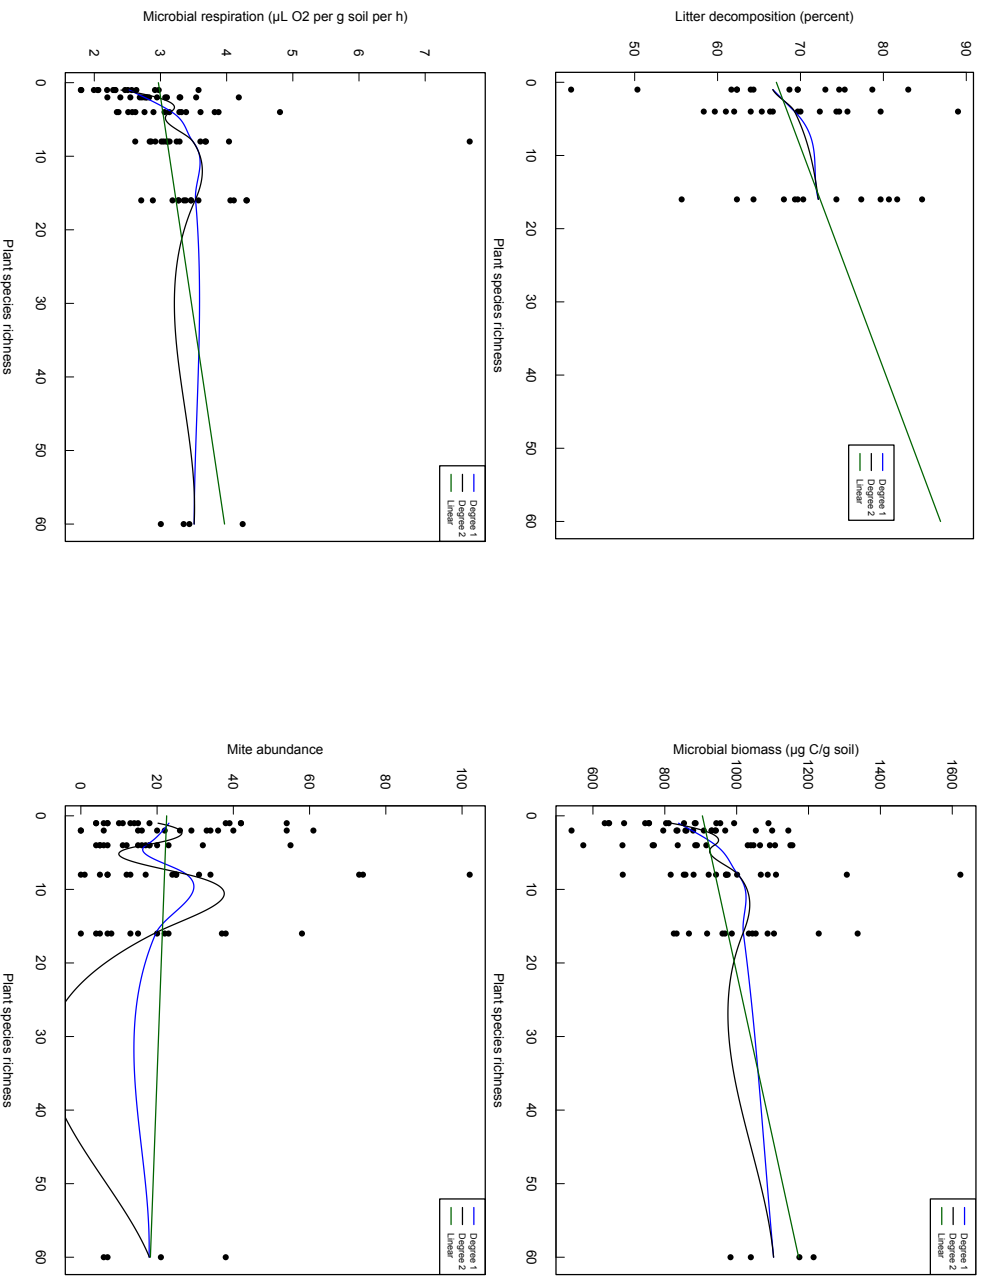 Litter decomposition (percent)
50 60 70 80 90
0 10 20 30 40 50 60
Plant species richness
Degree 1
Degree 2
Linear
Microbial biomass (µg C/g soil)
600 800 1000 1200 1400 1600
0 10 20 30 40 50 60
Plant species richness
Degree 1
Degree 2
Linear
Microbial respiration (µL O2 per g soil per h)
2 3 4 5 6 7
0 10 20 30 40 50 60
Plant species richness
Degree 1
Degree 2
Linear
Mite abundance
0 20 40 60 80 100
0 10 20 30 40 50 60
Plant species richness
Degree 1
Degree 2
Linear